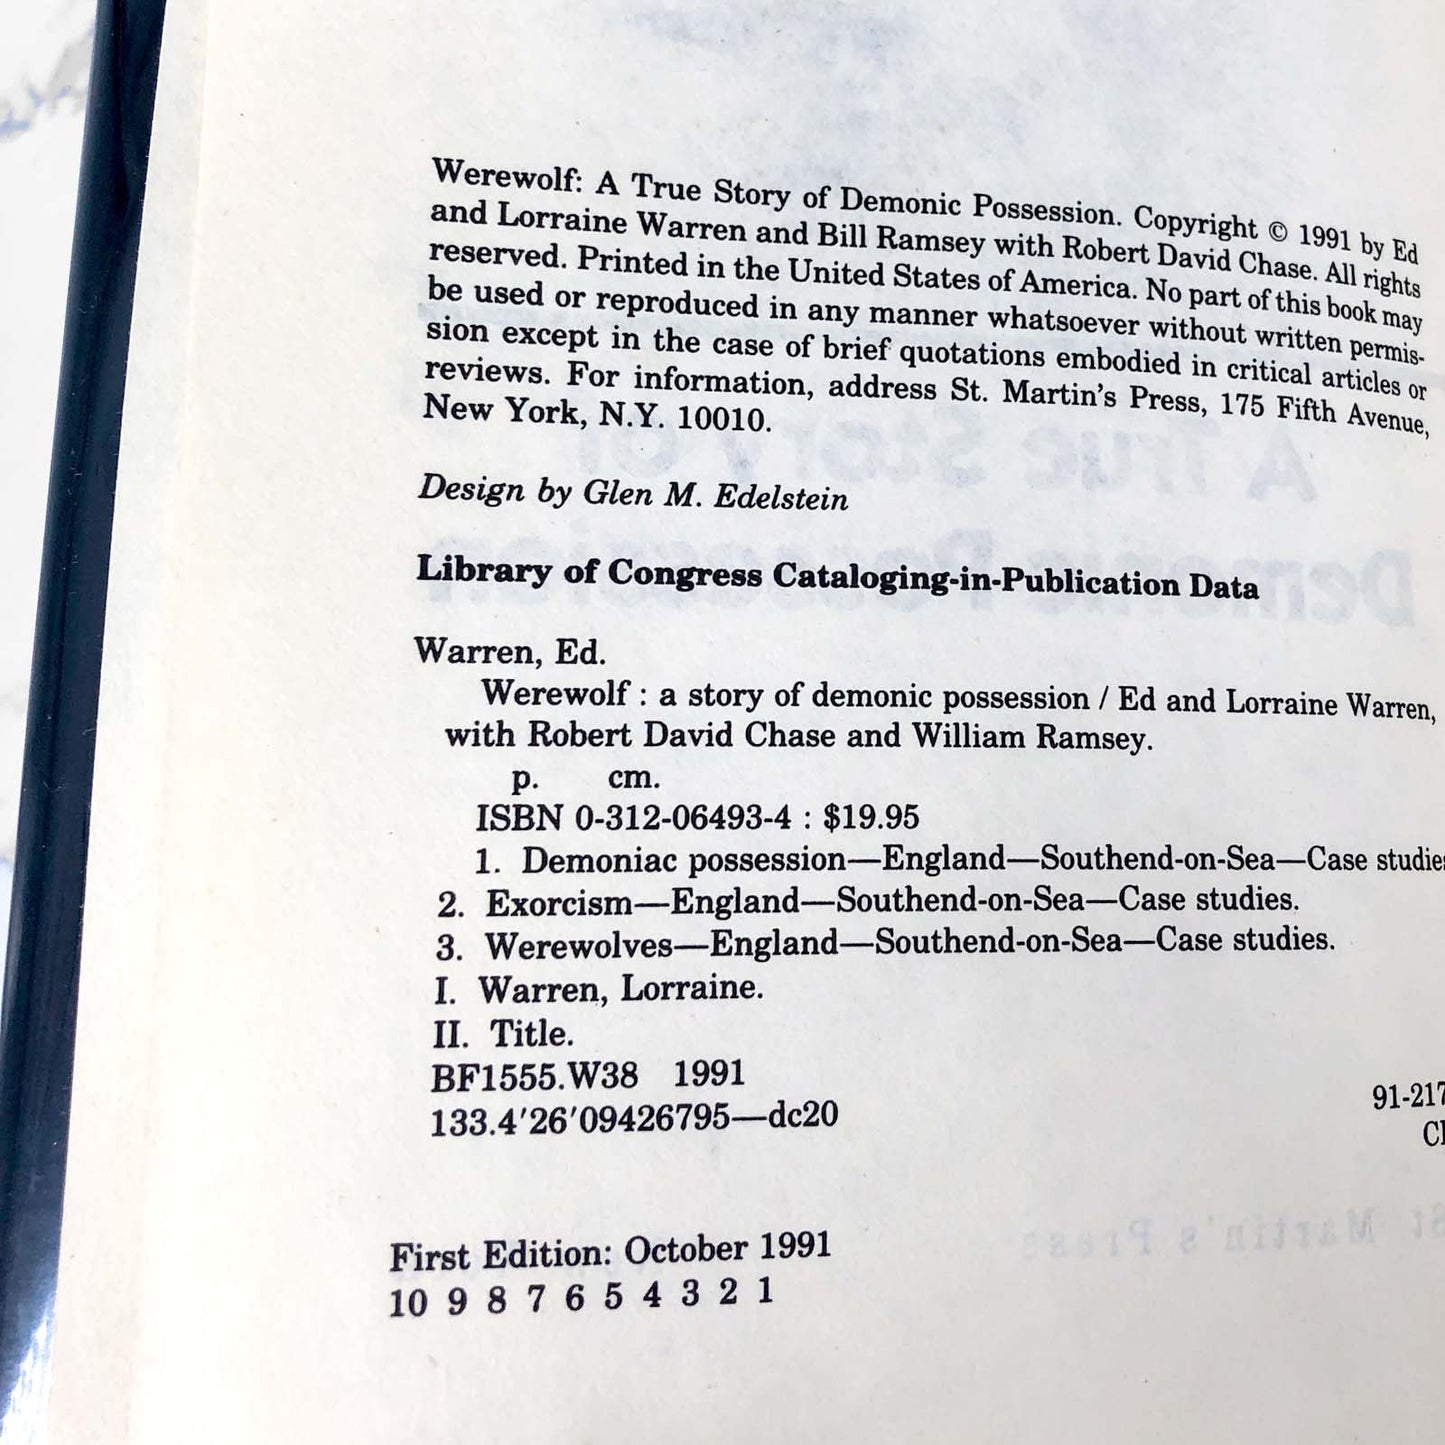 Werewolf: A True Story of Demonic Possession. Copyright © 1991 by Ed
and Lorraine Warren and Bill Ramsey with Robert David Chase. All rights
reserved. Printed in the United States of America. No part of this book may
be used or reproduced in any manner whatsoever without written permis-
sion except in the case of brief quotations embodied in critical articles or
reviews. For information, address St. Martin's Press, 175 Fifth Avenue,
New York, N.Y. 10010.
Design by Glen M. Edelstein
Library of Congress Cataloging-in-Publication Data
Warren, Ed.
Werewolf : a story of demonic possession / Ed and Lorraine Warren,
with Robert David Chase and William Ramsey.
p. cm.
ISBN 0-312-06493-4 : $19.95
1. Demoniac possession—England—Southend-on-Sea—Case studie
2. Exorcism—England—Southend-on-Sea—Case studies.
3. Werewolves—England—Southend-on-Sea—Case studies.
I. Warren, Lorraine.
II. Title.
BF1555.W38 1991
133.4'26'09426795—dc20
91-217
First Edition: October 1991
10 9 8 7 6 5 4 3 2 1